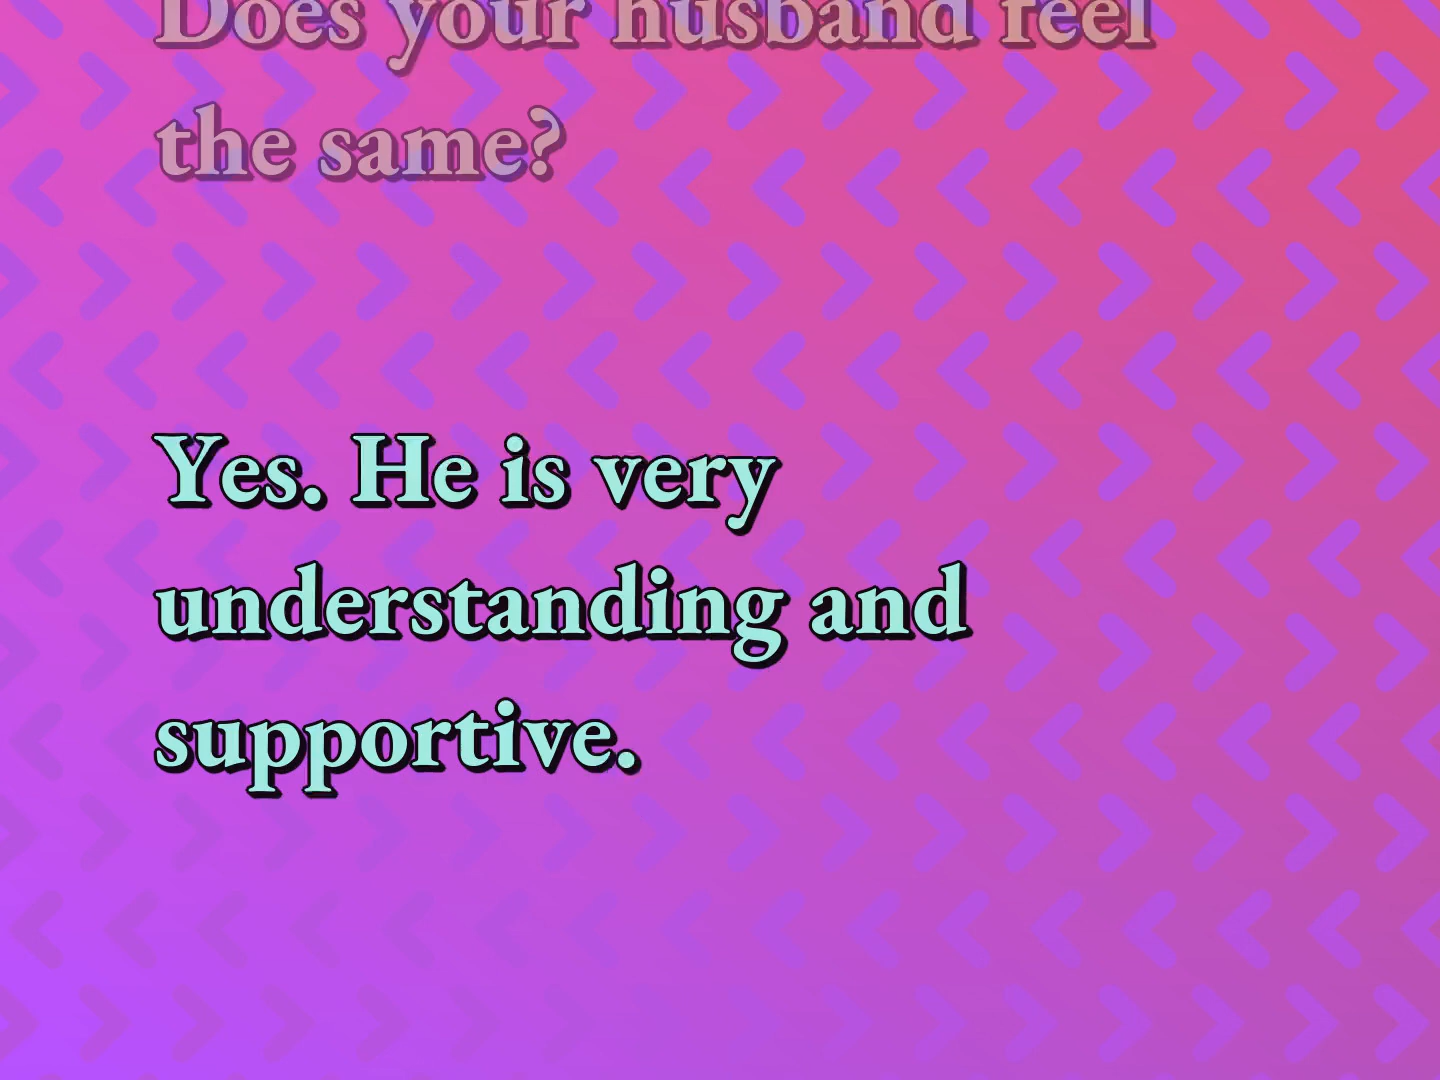 Does your husband feel
the same?
Yes. He is very
understanding and
supportive.